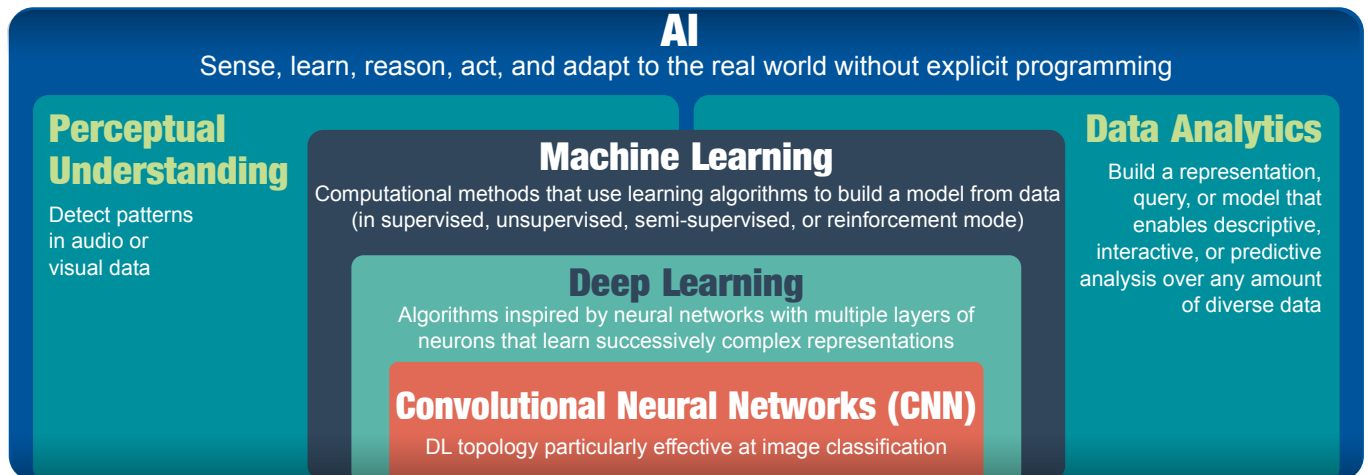 AI
Sense, learn, reason, act, and adapt to the real world without explicit programming
Perceptual
Understanding
Detect patterns
in audio or
visual data
Machine Learning
Computational methods that use learning algorithms to build a model from data
(in supervised, unsupervised, semi-supervised, or reinforcement mode)
Deep Learning
Algorithms inspired by neural networks with multiple layers of
neurons that learn successively complex representations
Convolutional Neural Networks (CNN)
DL topology particularly effective at image classification
Data Analytics
Build a representation,
query, or model that
enables descriptive,
interactive, or predictive
analysis over any amount
of diverse data